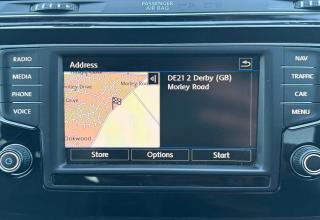 PASSENGER
AIR BAG
RADIO
MEDIA
PHONE
VOICE
NAV
TRAFFIC
CAR
MENU
Address
DE21 2 Derby (GB)
Morley Road
Morley Road
Drive
Oakwood
Store
Options
Start